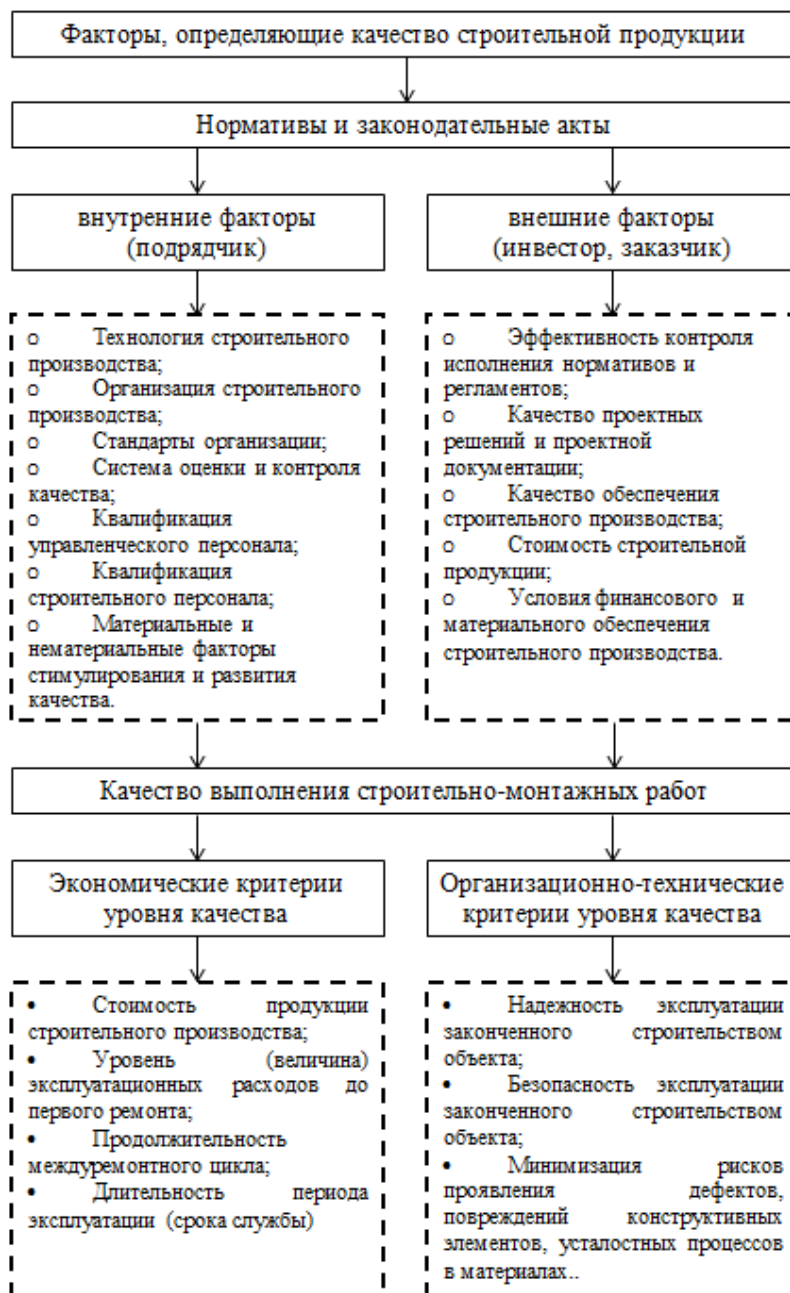 Факторы, определяющие качество строительной продукции
Нормативы и законодательные акты
внутренние факторы
(подрядчик)
внешние факторы
(инвестор, заказчик)
o Технология строительного
производства;
o Организация строительного
производства;
o Стандарты организации;
o Система оценки и контроля
качества;
o Квалификация
управленческого персонала;
o Квалификация
строительного персонала;
o Материальные и
нематериальные факторы
стимулирования и развития
качества.
o Эффективность контроля
исполнения нормативов и
регламентов;
o Качество проектных
решений и проектной
документации;
o Качество обеспечения
строительного производства;
o Стоимость строительной
продукции;
o Условия финансового и
материального обеспечения
строительного производства.
Качество выполнения строительно-монтажных работ
Экономические критерии
уровня качества
Организационно-технические
критерии уровня качества
• Стоимость продукции
строительного производства;
• Уровень (величина)
эксплуатационных расходов до
первого ремонта;
• Продолжительность
междуремонтного цикла;
• Длительность периода
эксплуатации (срока службы)
• Надежность эксплуатации
законченного строительством
объекта;
• Безопасность эксплуатации
законченного строительством
объекта;
• Минимизация рисков
проявления дефектов,
повреждений конструктивных
элементов, усталостных процессов
в материалах..